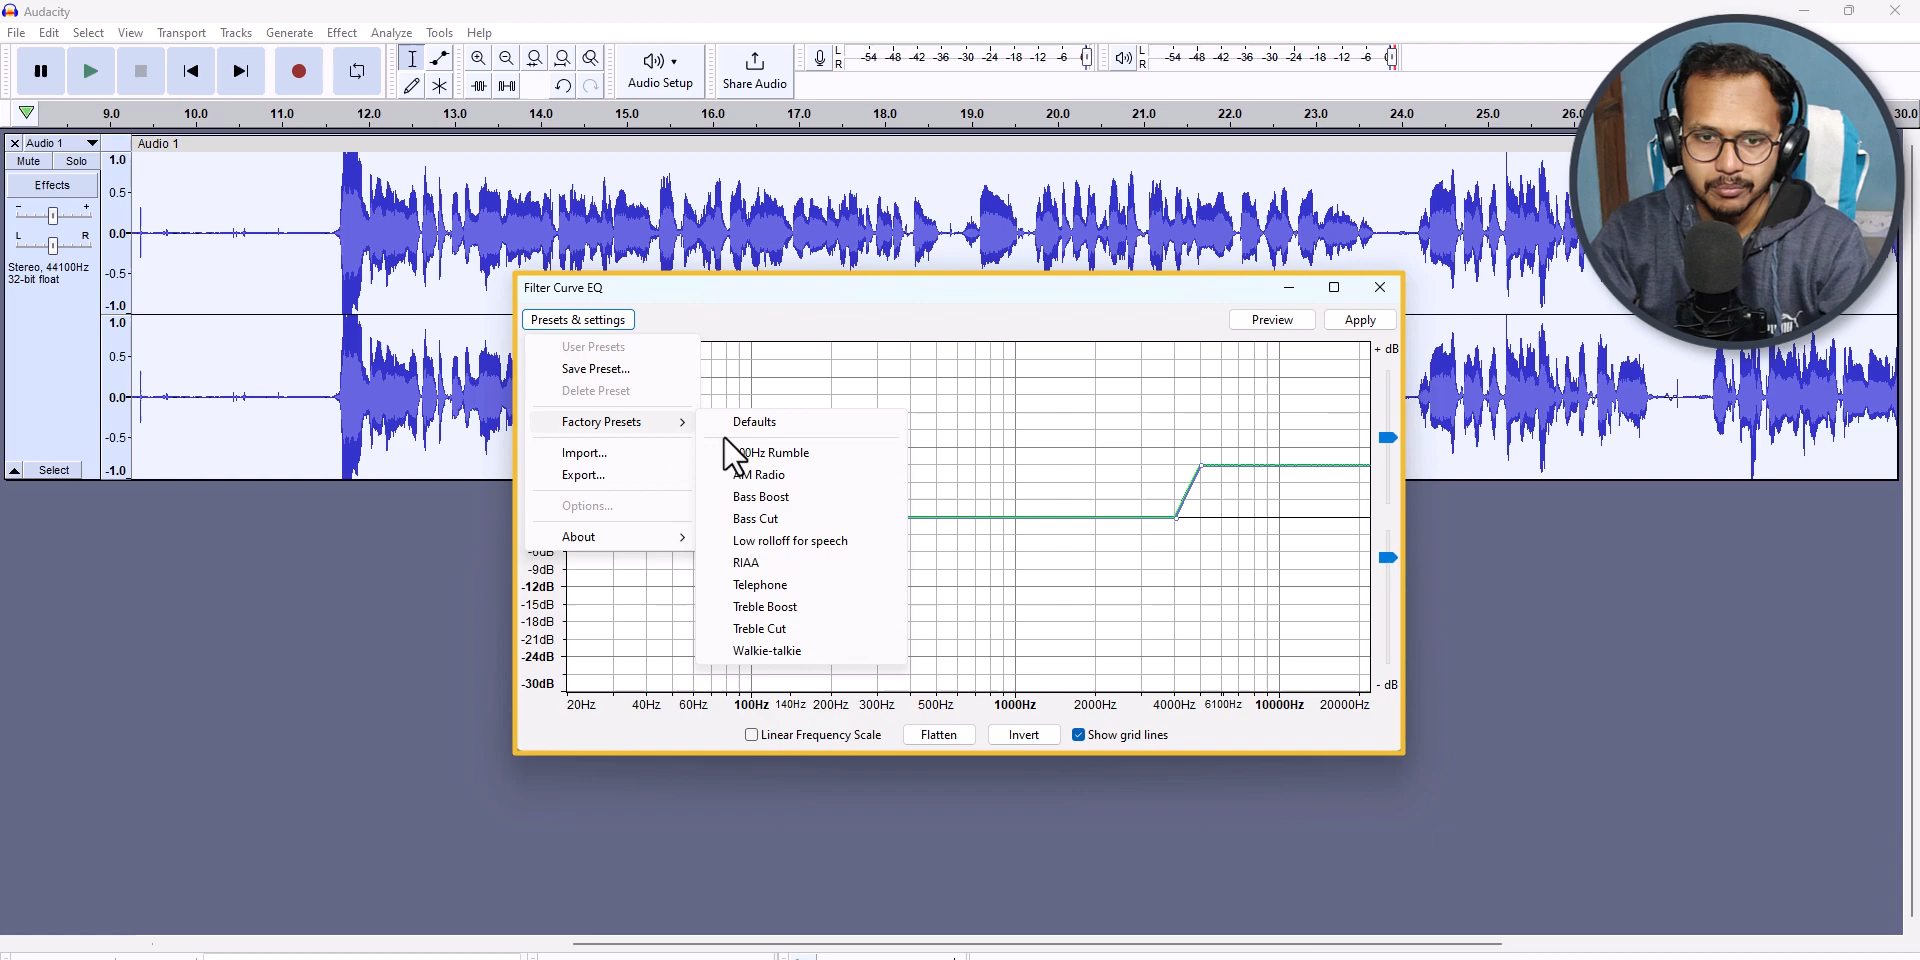 Audacity
File Edit Select View Transport Tracks Generate Effect Analyze Tools Help
Audio Setup
Share Audio
L
R
-54 -48 -42 -36 -30 -24 -18 -12 -6
L
R
-54 -48 -42 -36 -30 -24 -18 -12 -6
9.0 10.0 11.0 12.0 13.0 14.0 15.0 16.0 17.0 18.0 19.0 20.0 21.0 22.0 23.0 24.0 25.0 30.0
Audio 1
Audio 1
Mute Solo
Effects
- +
L R
Stereo, 44100Hz
32-bit float
Select
1.0
0.5
0.0
-0.5
-1.0
1.0
0.5
0.0
-0.5
-1.0
Filter Curve EQ
Presets & settings
Preview
Apply
User Presets
Save Preset...
Delete Preset
Factory Presets
Import...
Export...
Options...
About
Defaults
Rumble
AM Radio
Bass Boost
Bass Cut
Low rolloff for speech
RIAA
Telephone
Treble Boost
Treble Cut
Walkie-talkie
+ dB
- dB
-6dB
-9dB
-12dB
-15dB
-18dB
-21dB
-24dB
-30dB
20Hz 40Hz 60Hz 100Hz 140Hz 200Hz 300Hz 500Hz 1000Hz 2000Hz 4000Hz 6100Hz 10000Hz 20000Hz
Linear Frequency Scale
Flatten
Invert
Show grid lines